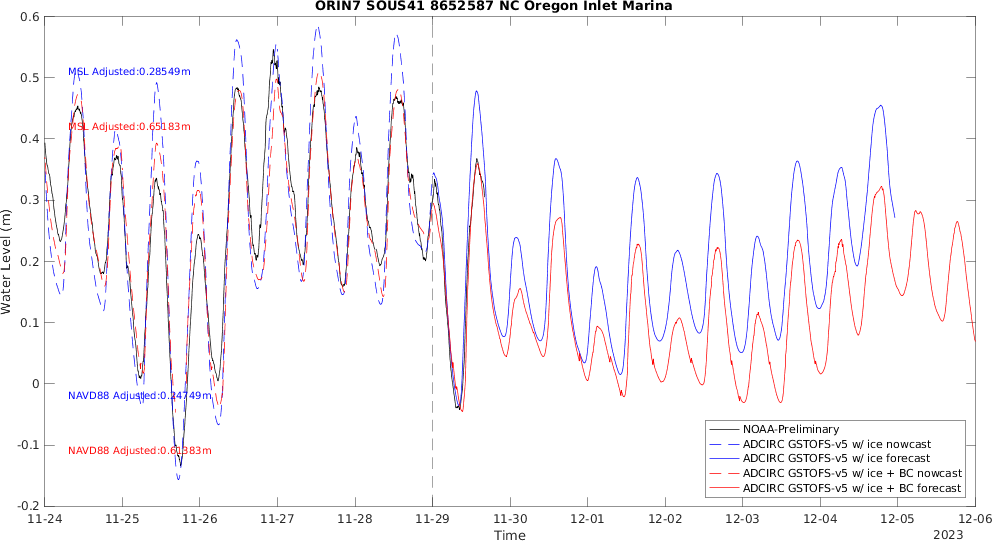 ORIN7 SOUS41 8652587 NC Oregon Inlet Marina
0.6
0.5
0.4
0.3
0.2
0.1
0
-0.1
-0.2
Water Level (m)
MSL Adjusted:0.28549m
MSL Adjusted:0.65183m
NAVD88 Adjusted:0.24749m
NAVD88 Adjusted:0.61383m
NOAA-Preliminary
ADCIRC GSTOFS-v5 w/ ice nowcast
ADCIRC GSTOFS-v5 w/ ice forecast
ADCIRC GSTOFS-v5 w/ ice + BC nowcast
ADCIRC GSTOFS-v5 w/ ice + BC forecast
11-24 11-25 11-26 11-27 11-28 11-29 11-30 12-01 12-02 12-03 12-04 12-05 12-06
Time
2023